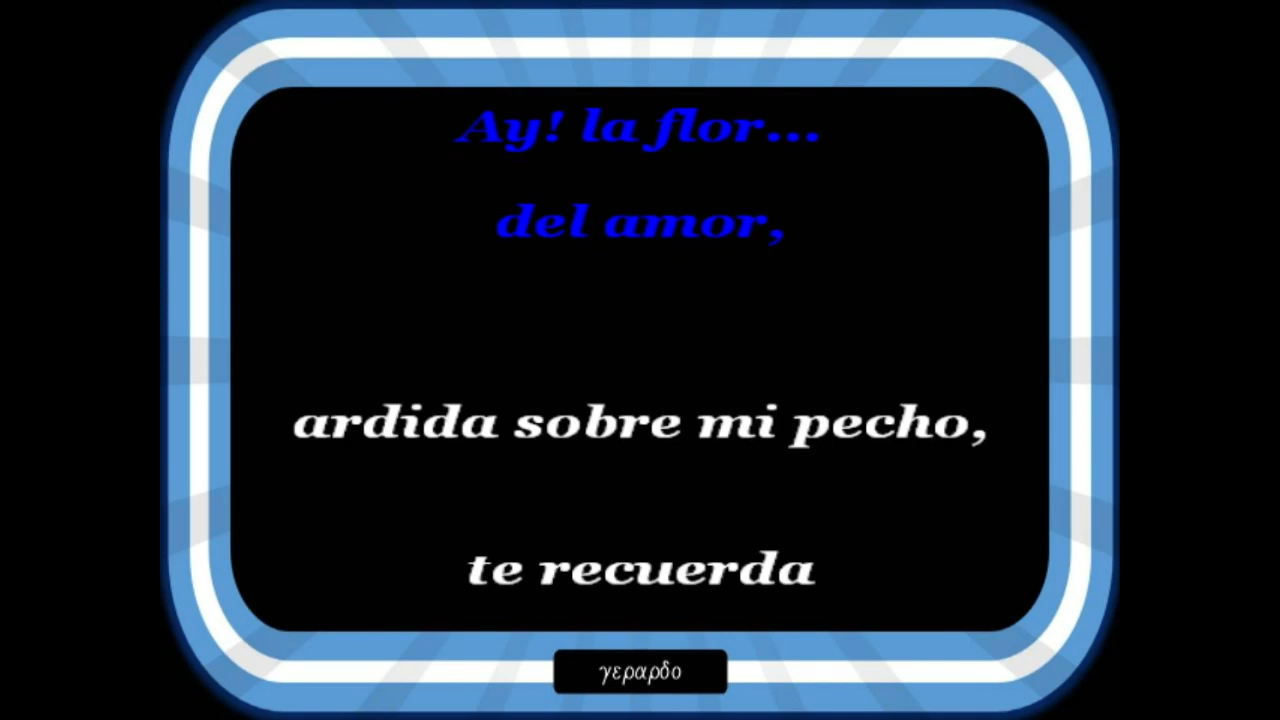 Ay! la flor...
del amor,
ardida sobre mi pecho,
te recuerda
γεραρδο